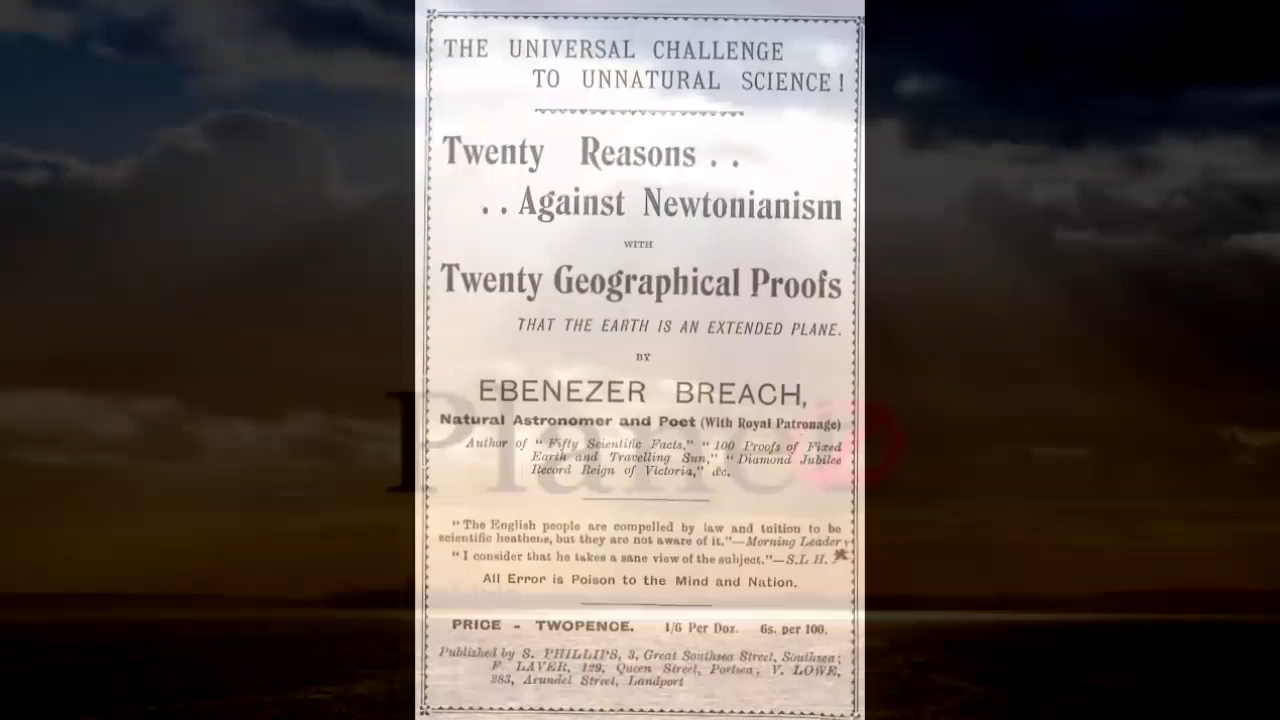 THE UNIVERSAL CHALLENGE
TO UNNATURAL SCIENCE!
Twenty Reasons . .
. . Against Newtonianism
WITH
Twenty Geographical Proofs
THAT THE EARTH IS AN EXTENDED PLANE.
BY
EBENEZER BREACH,
Natural Astronomer and Poet (With Royal Patronage)
Author of "Fifty Scientific Facts," "100 Proofs of Fixed
Earth and Travelling Sun," "Diamond Jubilee
Record Reign of Victoria," &c.
"The English people are compelled by law and tuition to be
scientific heathens, but they are not aware of it."—Morning Leader
"I consider that he takes a sane view of the subject."—S.L H.
All Error is Poison to the Mind and Nation.
PRICE - TWOPENCE. 1/6 Per Doz. 6s. per 100.
Published by S. PHILLIPS, 3, Great Southsea Street, Southsea;
F. LAVER, 129, Queen Street, Portsea; V. LOWE,
283, Arundel Street, Landport